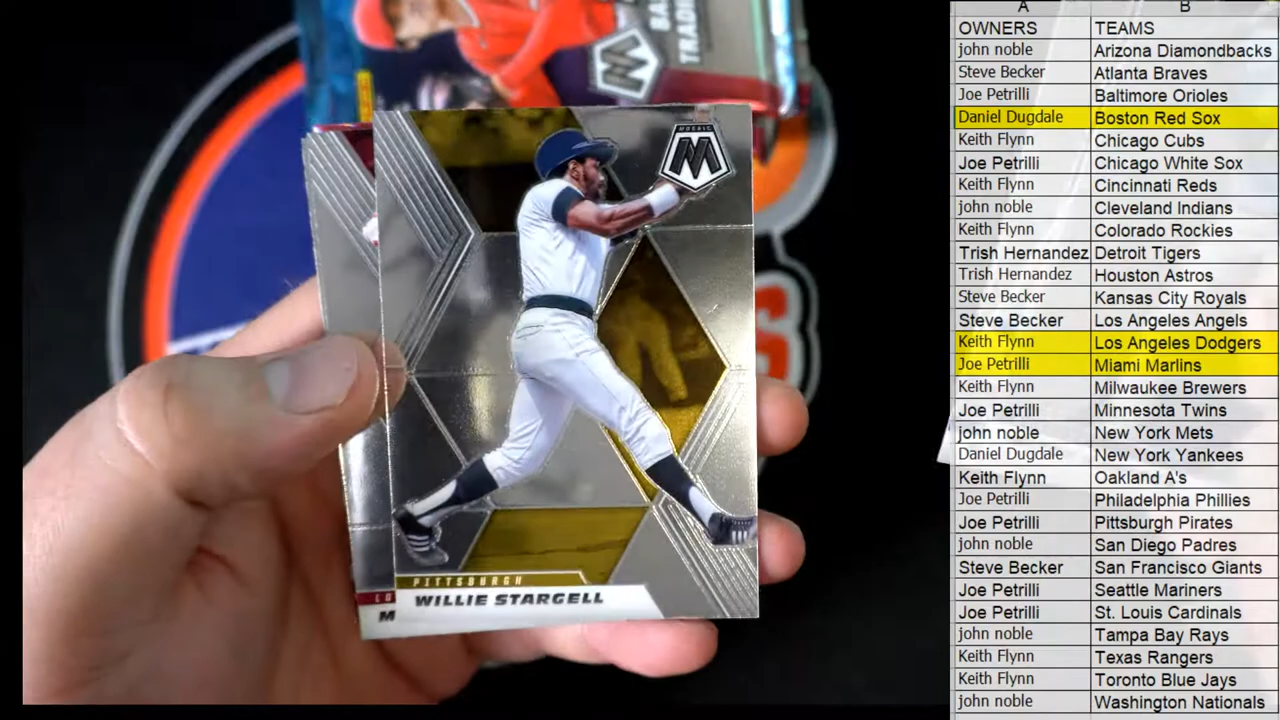 BA
TRADI
MOSAIC
M
PITTSBURGH
WILLIE STARGELL
LO
M
S
A B
OWNERS TEAMS
john noble Arizona Diamondbacks
Steve Becker Atlanta Braves
Joe Petrilli Baltimore Orioles
Daniel Dugdale Boston Red Sox
Keith Flynn Chicago Cubs
Joe Petrilli Chicago White Sox
Keith Flynn Cincinnati Reds
john noble Cleveland Indians
Keith Flynn Colorado Rockies
Trish Hernandez Detroit Tigers
Trish Hernandez Houston Astros
Steve Becker Kansas City Royals
Steve Becker Los Angeles Angels
Keith Flynn Los Angeles Dodgers
Joe Petrilli Miami Marlins
Keith Flynn Milwaukee Brewers
Joe Petrilli Minnesota Twins
john noble New York Mets
Daniel Dugdale New York Yankees
Keith Flynn Oakland A's
Joe Petrilli Philadelphia Phillies
Joe Petrilli Pittsburgh Pirates
john noble San Diego Padres
Steve Becker San Francisco Giants
Joe Petrilli Seattle Mariners
Joe Petrilli St. Louis Cardinals
john noble Tampa Bay Rays
Keith Flynn Texas Rangers
Keith Flynn Toronto Blue Jays
john noble Washington Nationals